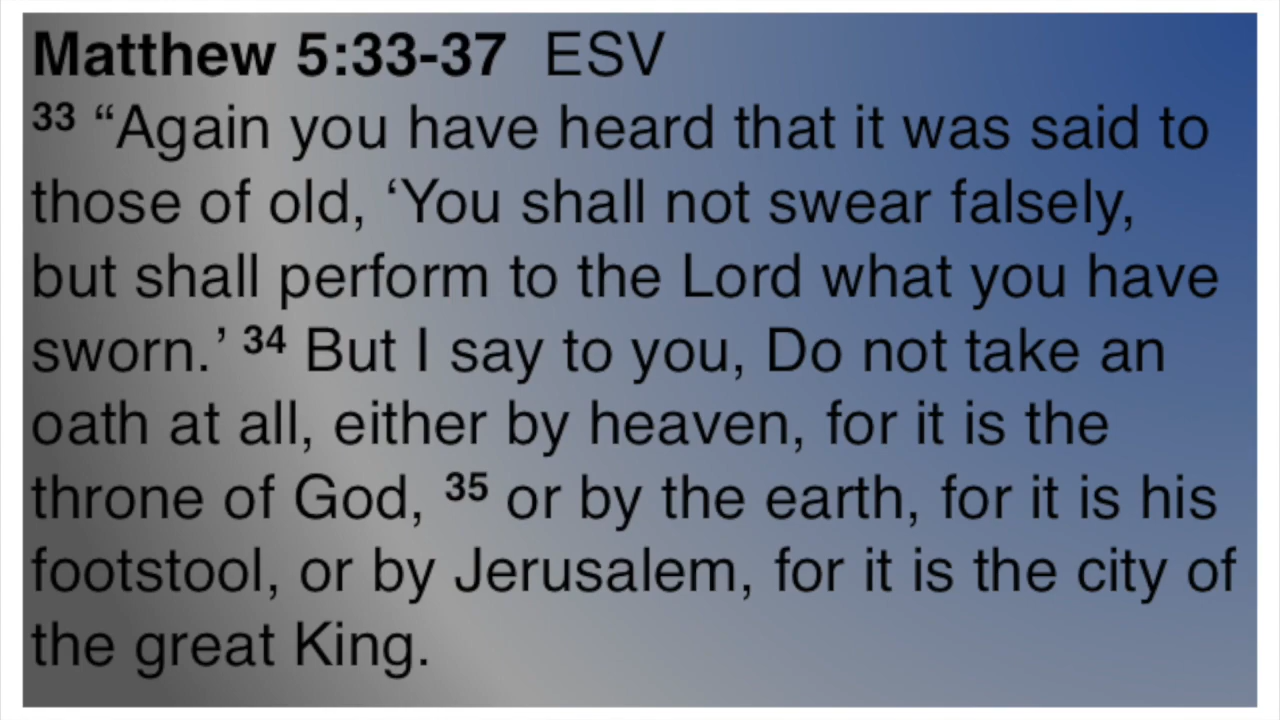 Matthew 5:33-37 ESV
33 “Again you have heard that it was said to
those of old, ‘You shall not swear falsely,
but shall perform to the Lord what you have
sworn.’ 34 But I say to you, Do not take an
oath at all, either by heaven, for it is the
throne of God, 35 or by the earth, for it is his
footstool, or by Jerusalem, for it is the city of
the great King.